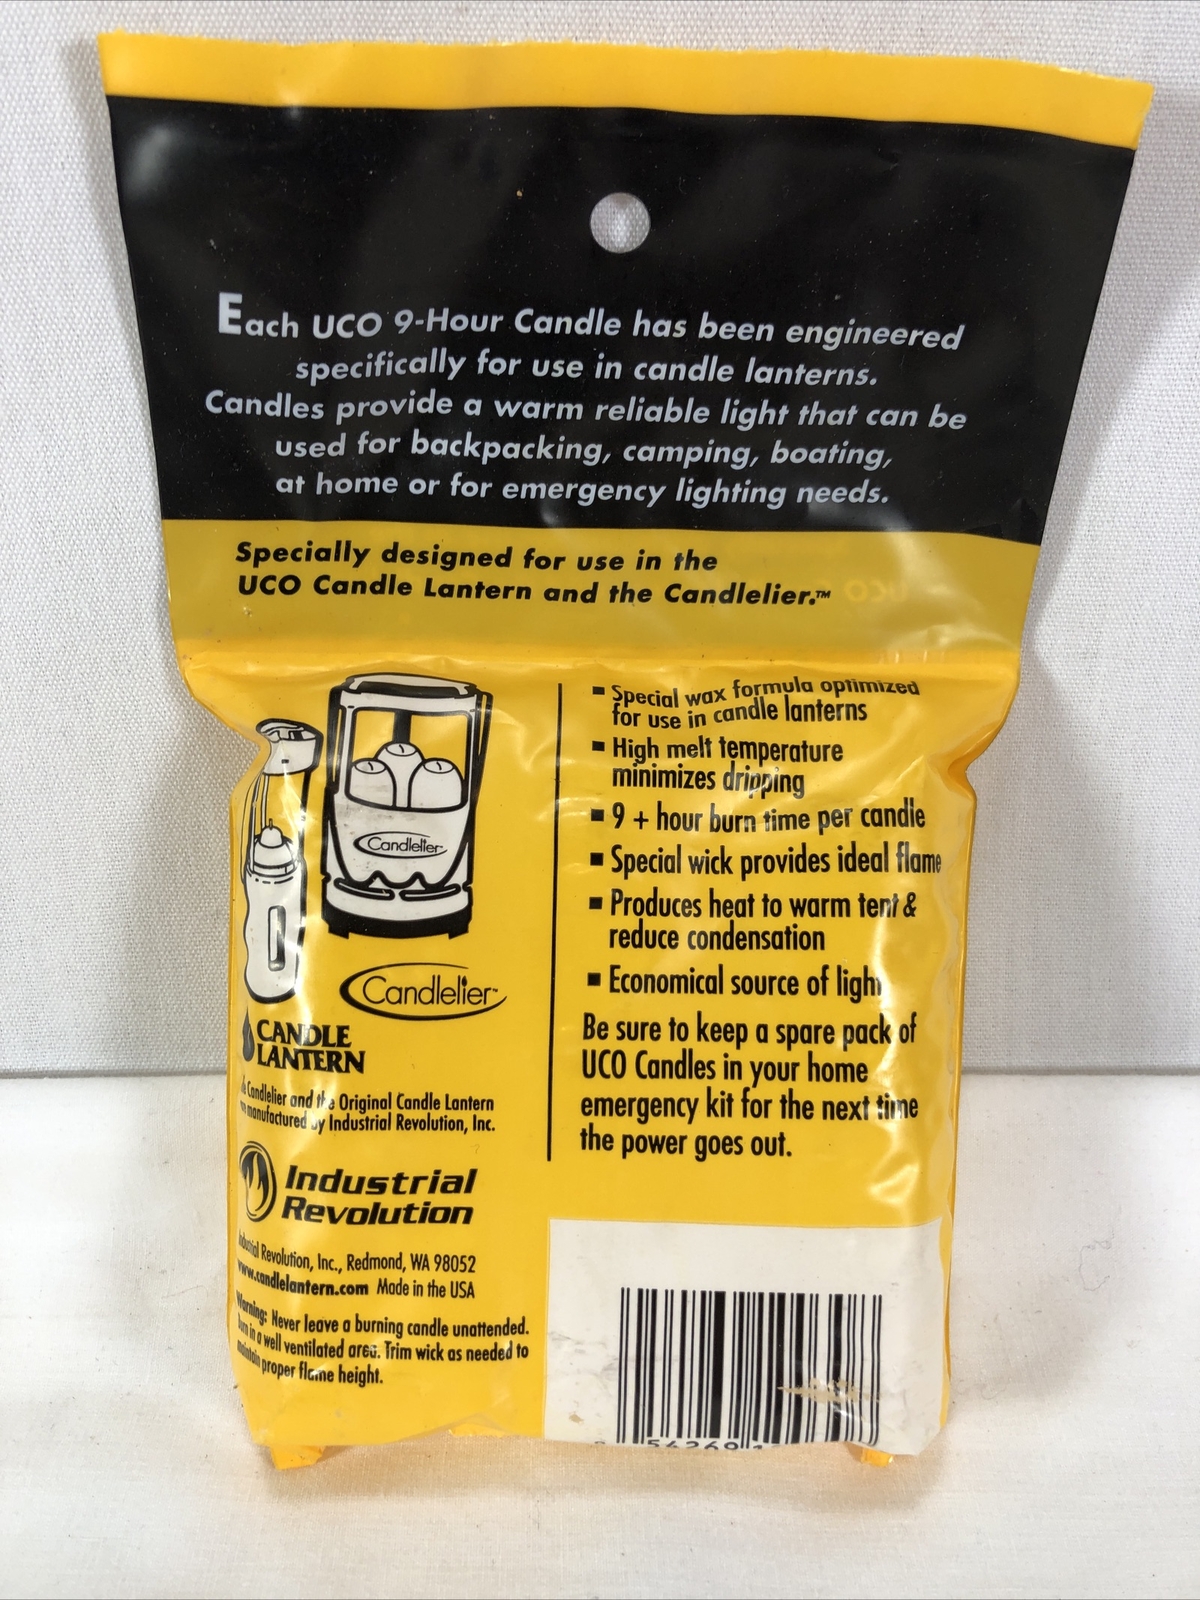 Each UCO 9-Hour Candle has been engineered
specifically for use in candle lanterns.
Candles provide a warm reliable light that can be
used for backpacking, camping, boating,
at home or for emergency lighting needs.
Specially designed for use in the
UCO Candle Lantern and the Candlelier.™
Candlelier
Candlelier™
CANDLE
LANTERN
Candlelier and the Original Candle Lantern
manufactured by Industrial Revolution, Inc.
Industrial
Revolution
Industrial Revolution, Inc., Redmond, WA 98052
www.candlelantern.com Made in the USA
Warning: Never leave a burning candle unattended.
Burn in a well ventilated area. Trim wick as needed to
maintain proper flame height.
▪ Special wax formula optimized
for use in candle lanterns
▪ High melt temperature
minimizes dripping
▪ 9 + hour burn time per candle
▪ Special wick provides ideal flame
▪ Produces heat to warm tent &
reduce condensation
▪ Economical source of light
Be sure to keep a spare pack of
UCO Candles in your home
emergency kit for the next time
the power goes out.
54269